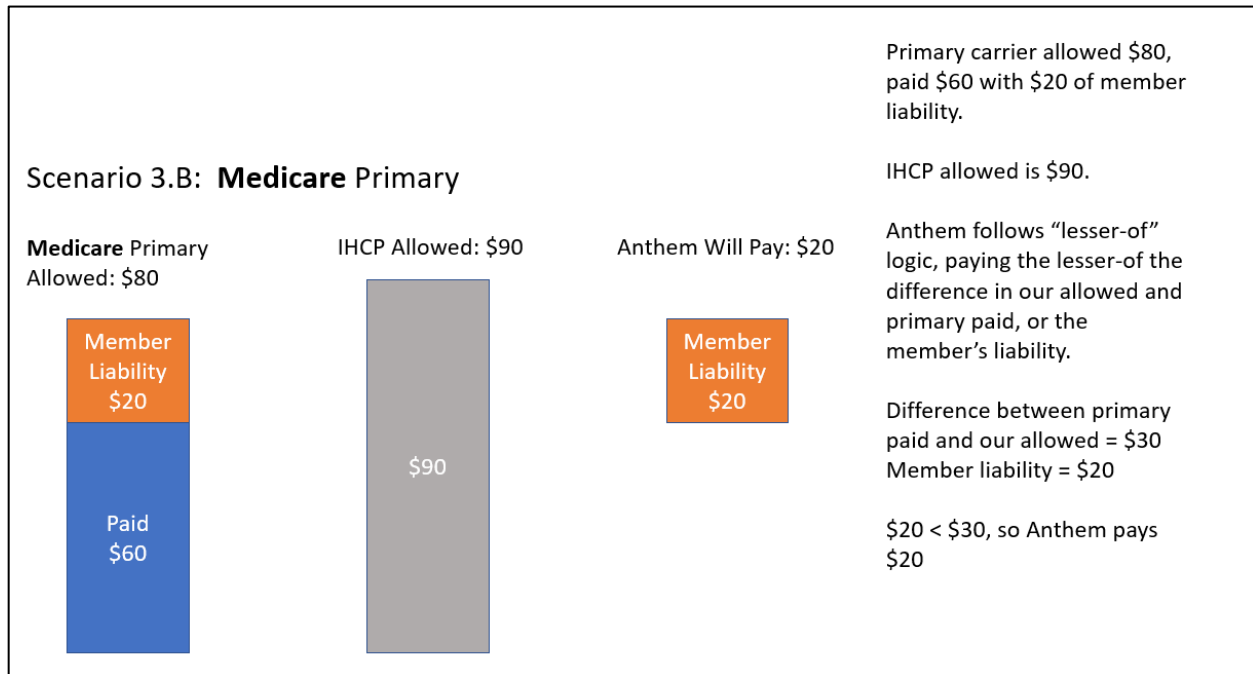 Scenario 3.B: Medicare Primary
Medicare Primary
Allowed: $80
Member
Liability
$20
Paid
$60
IHCP Allowed: $90
$90
Anthem Will Pay: $20
Member
Liability
$20
Primary carrier allowed $80,
paid $60 with $20 of member
liability.
IHCP allowed is $90.
Anthem follows “lesser-of”
logic, paying the lesser-of the
difference in our allowed and
primary paid, or the
member’s liability.
Difference between primary
paid and our allowed = $30
Member liability = $20
$20 < $30, so Anthem pays
$20